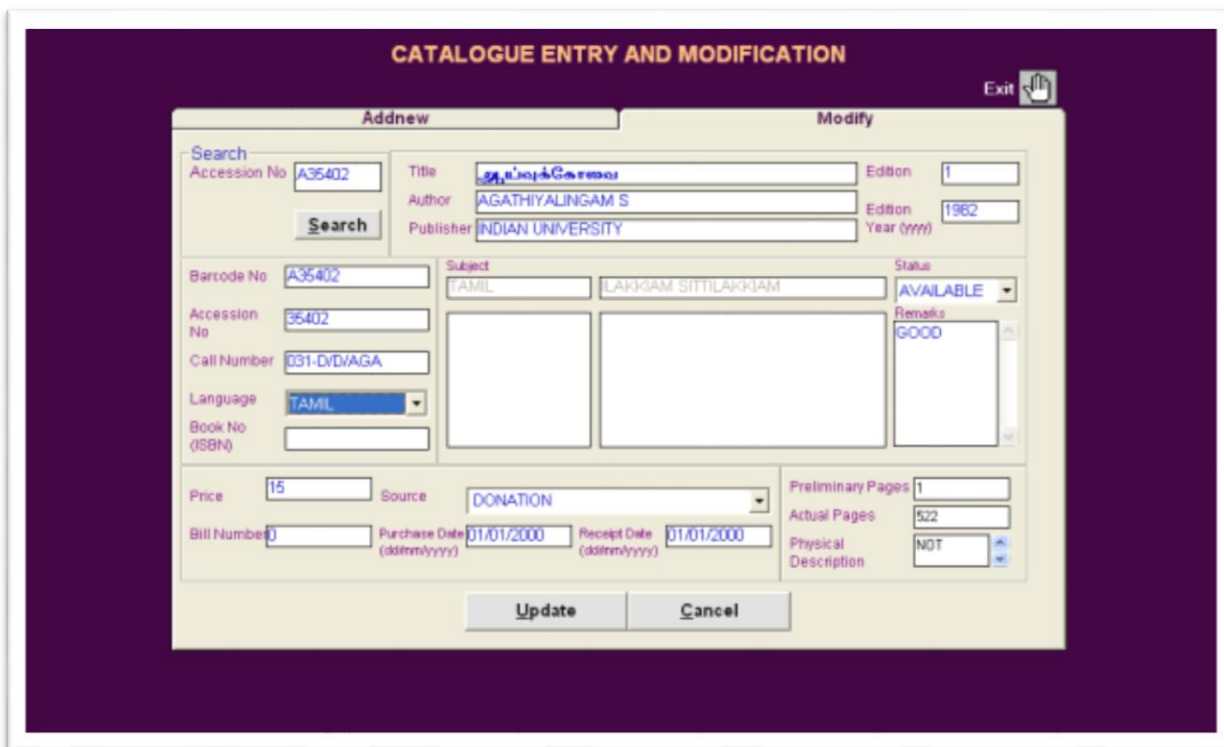 CATALOGUE ENTRY AND MODIFICATION
Exit
Addnew
Modify
Search
Accession No A35402
Search
Title ஆய்வுக்கோவை
Author AGATHIYALINGAM S
Publisher INDIAN UNIVERSITY
Edition 1
Edition Year (yyyy) 1982
Barcode No A35402
Accession No 35402
Call Number 031-D/D/AGA
Language TAMIL
Book No (ISBN)
Subject
TAMIL ILAKKIAM SITTILAKKIAM
Status
AVAILABLE
Remarks
GOOD
Price 15
Source DONATION
Bill Number 0
Purchase Date (dd/mm/yyyy) 01/01/2000
Receipt Date (dd/mm/yyyy) 01/01/2000
Preliminary Pages 1
Actual Pages 522
Physical Description NOT
Update
Cancel